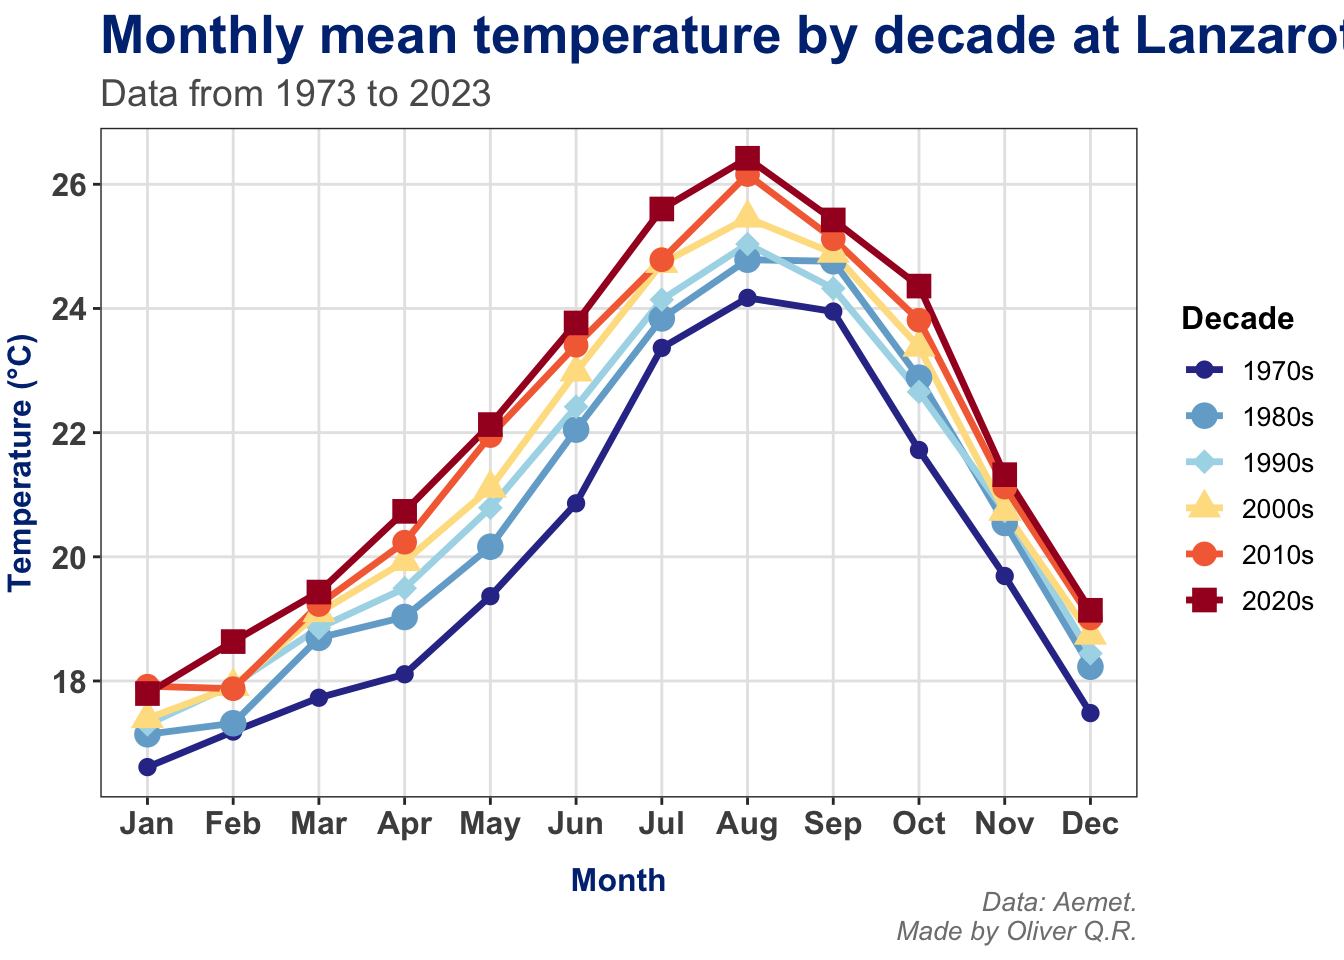 Monthly mean temperature by decade at Lanzaro
Data from 1973 to 2023
26
24
22
20
18
Temperature (°C)
Jan Feb Mar Apr May Jun Jul Aug Sep Oct Nov Dec
Month
Decade
1970s
1980s
1990s
2000s
2010s
2020s
Data: Aemet.
Made by Oliver Q.R.